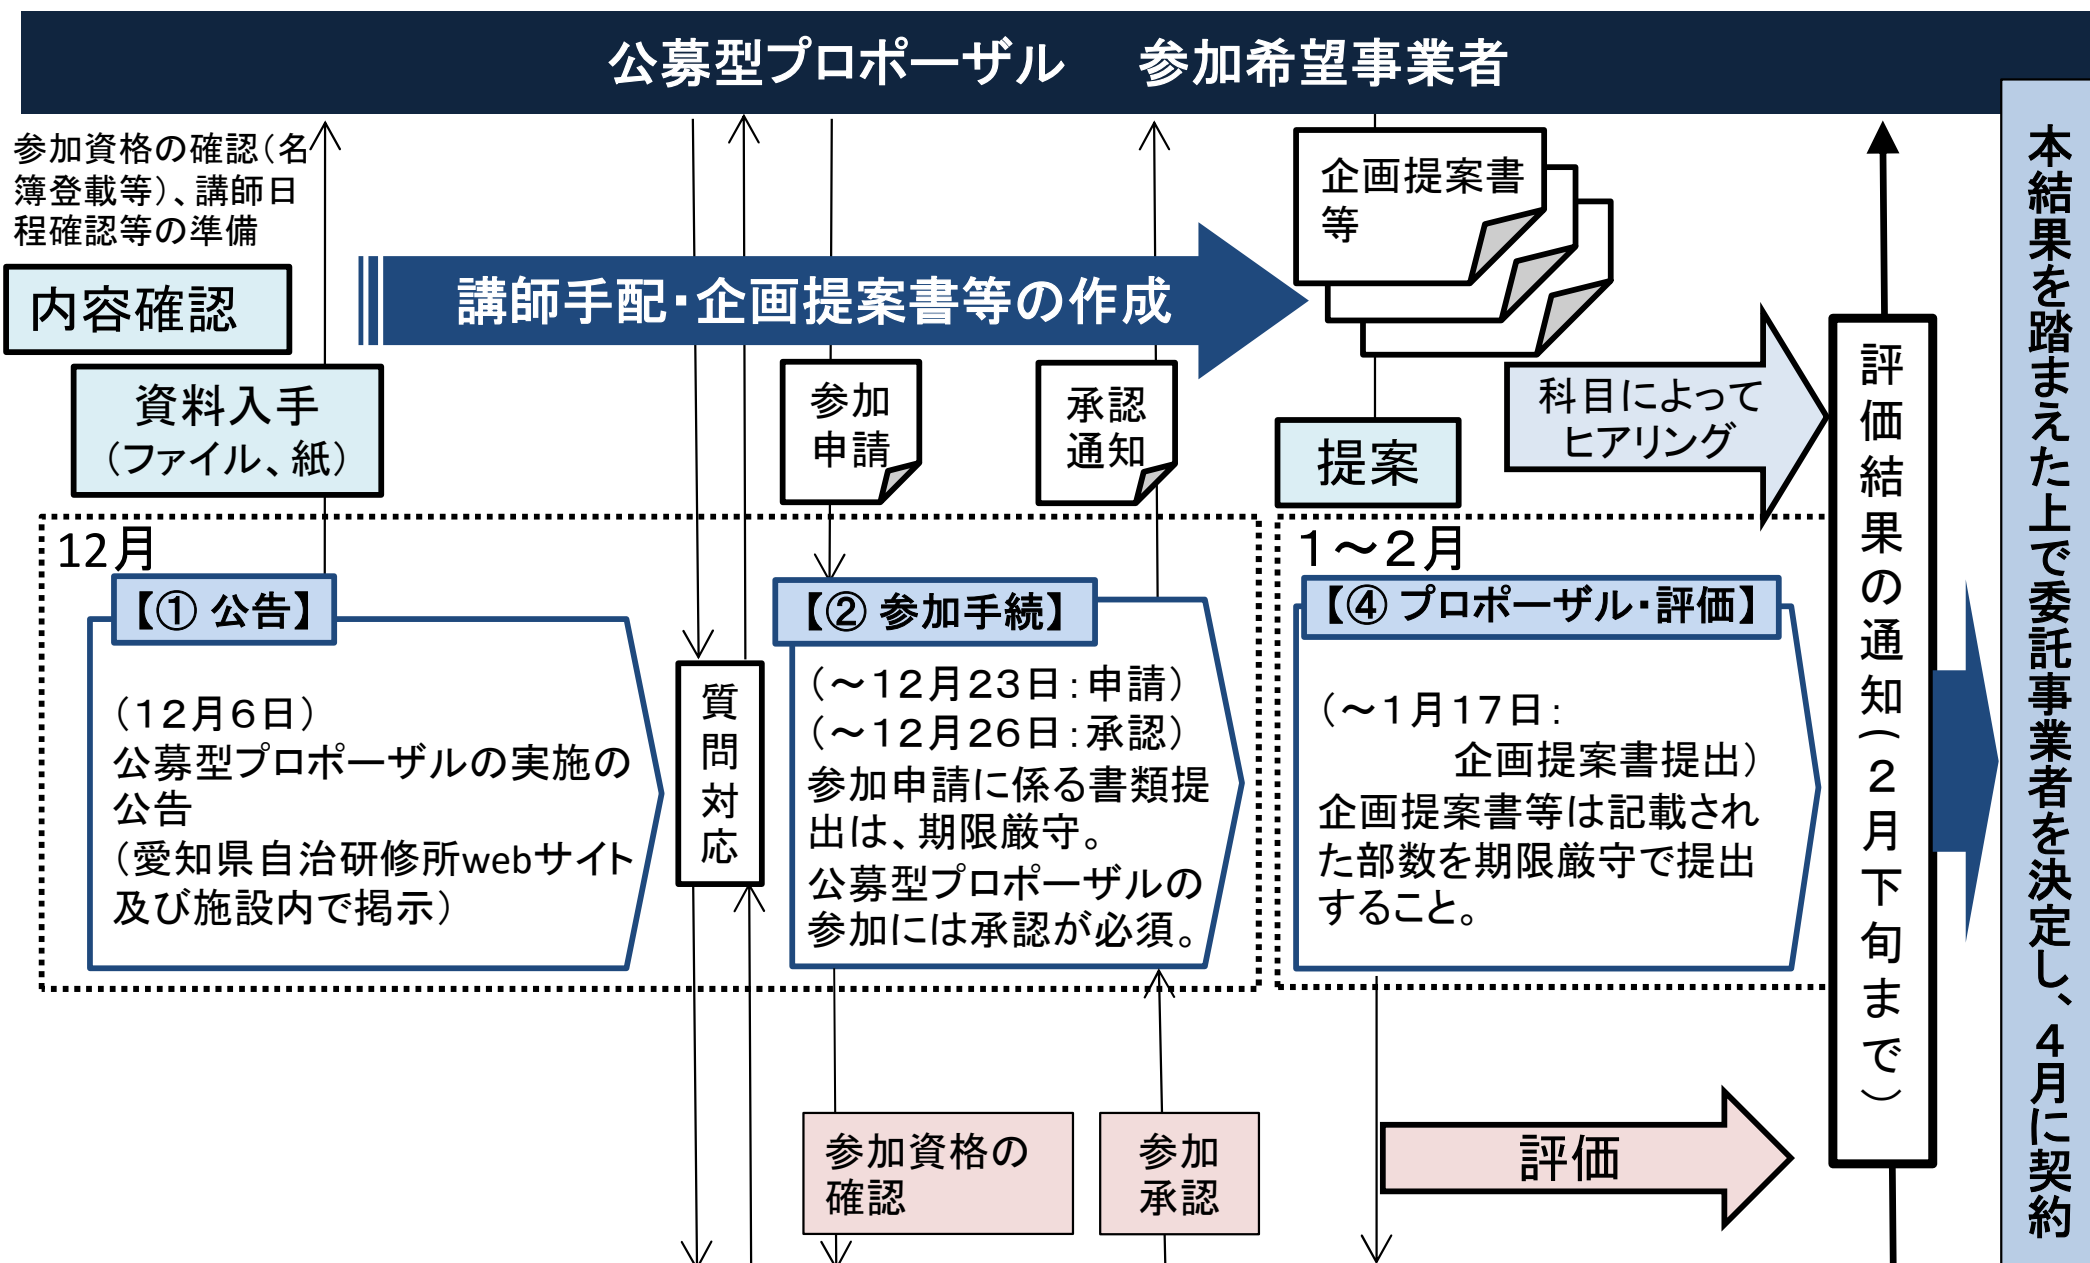 公募型プロポーザル　参加希望事業者
参加資格の確認(名
簿登載等)、講師日
程確認等の準備
内容確認
資料入手
(ファイル、紙)
講師手配・企画提案書等の作成
参加
申請
承認
通知
企画提案書
等
提案
科目によって
ヒアリング
12月
【① 公告】
(12月6日)
公募型プロポーザルの実施の
公告
(愛知県自治研修所webサイト
及び施設内で掲示)
質問対応
【② 参加手続】
(～12月23日:申請)
(～12月26日:承認)
参加申請に係る書類提
出は、期限厳守。
公募型プロポーザルの
参加には承認が必須。
1～2月
【④ プロポーザル・評価】
(～1月17日:
企画提案書提出)
企画提案書等は記載され
た部数を期限厳守で提出
すること。
参加資格の
確認
参加
承認
評価
評価結果の通知(2月下旬まで)
本結果を踏まえた上で委託事業者を決定し、4月に契約